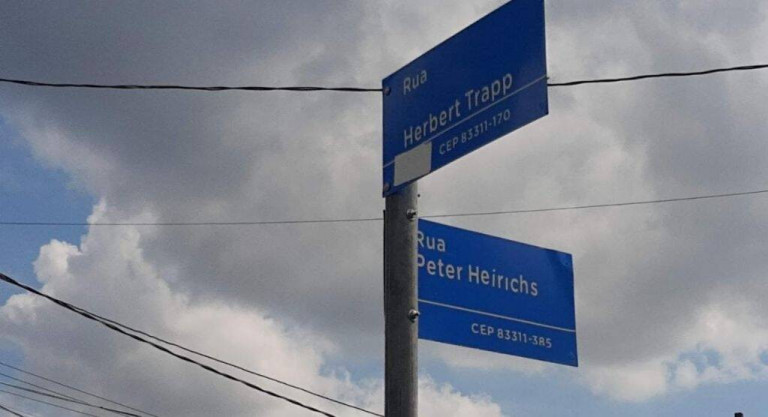 Rua
Herbert Trapp
CEP 83311-170
Rua
Peter Heirichs
CEP 83311-385